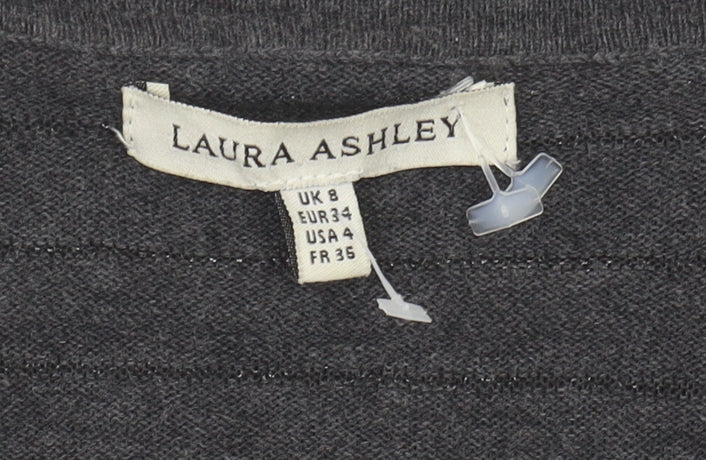 LAURA ASHLEY
UK 8
EUR 34
USA 4
FR 36